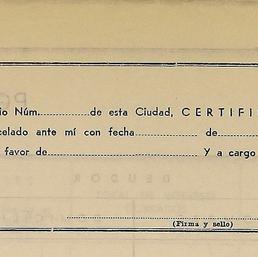 io Núm..................de esta Ciudad, CERTIFI
celado ante mí con fecha....................de
favor de...................................Y a cargo
DEUDOR
(Firma y sello)